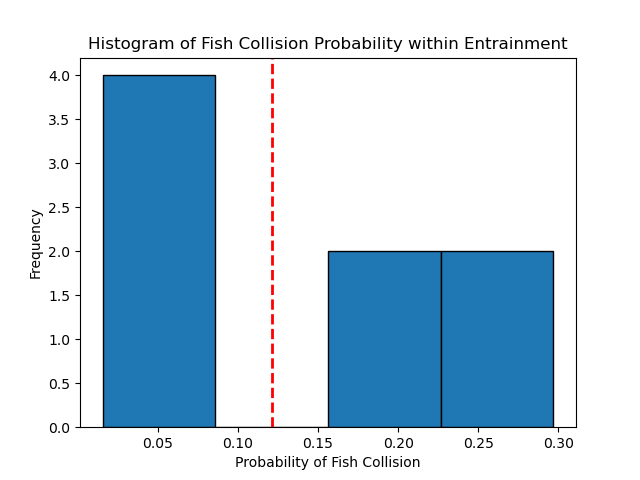 Histogram of Fish Collision Probability within Entrainment
4.0
3.5
3.0
2.5
2.0
1.5
1.0
0.5
0.0
Frequency
0.05 0.10 0.15 0.20 0.25 0.30
Probability of Fish Collision